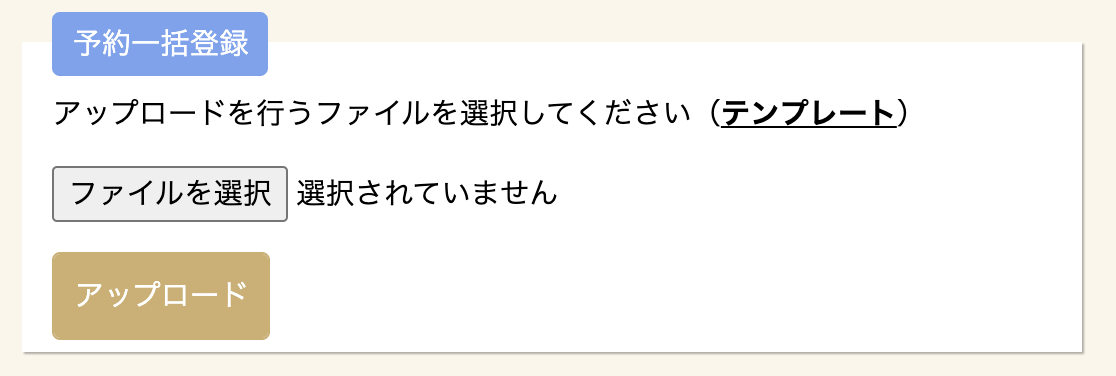 予約一括登録
アップロードを行うファイルを選択してください（テンプレート）
ファイルを選択 選択されていません
アップロード